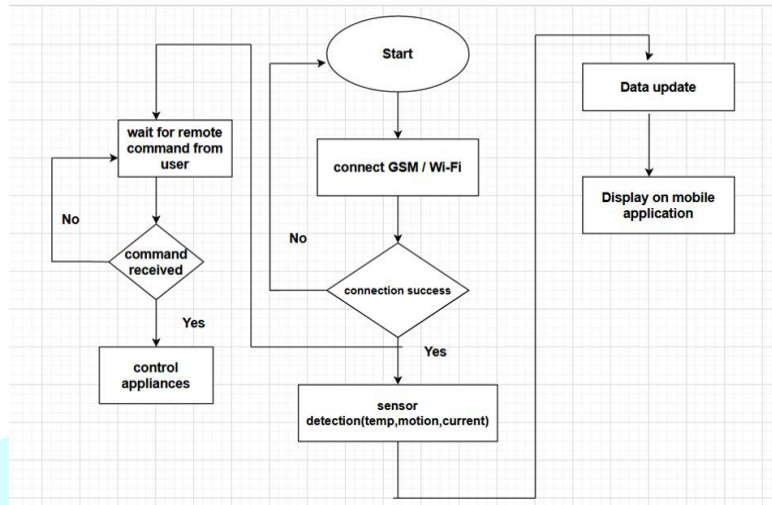 Start
connect GSM / Wi-Fi
No
connection success
Yes
sensor
detection(temp,motion,current)
wait for remote
command from
user
No
command
received
Yes
control
appliances
Data update
Display on mobile
application